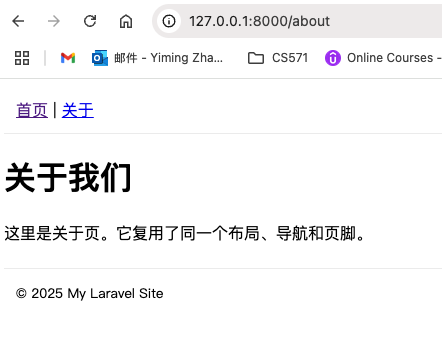 127.0.0.1:8000/about
邮件 - Yiming Zha... CS571 Online Courses -
首页 | 关于
关于我们
这里是关于页。它复用了同一个布局、导航和页脚。
© 2025 My Laravel Site